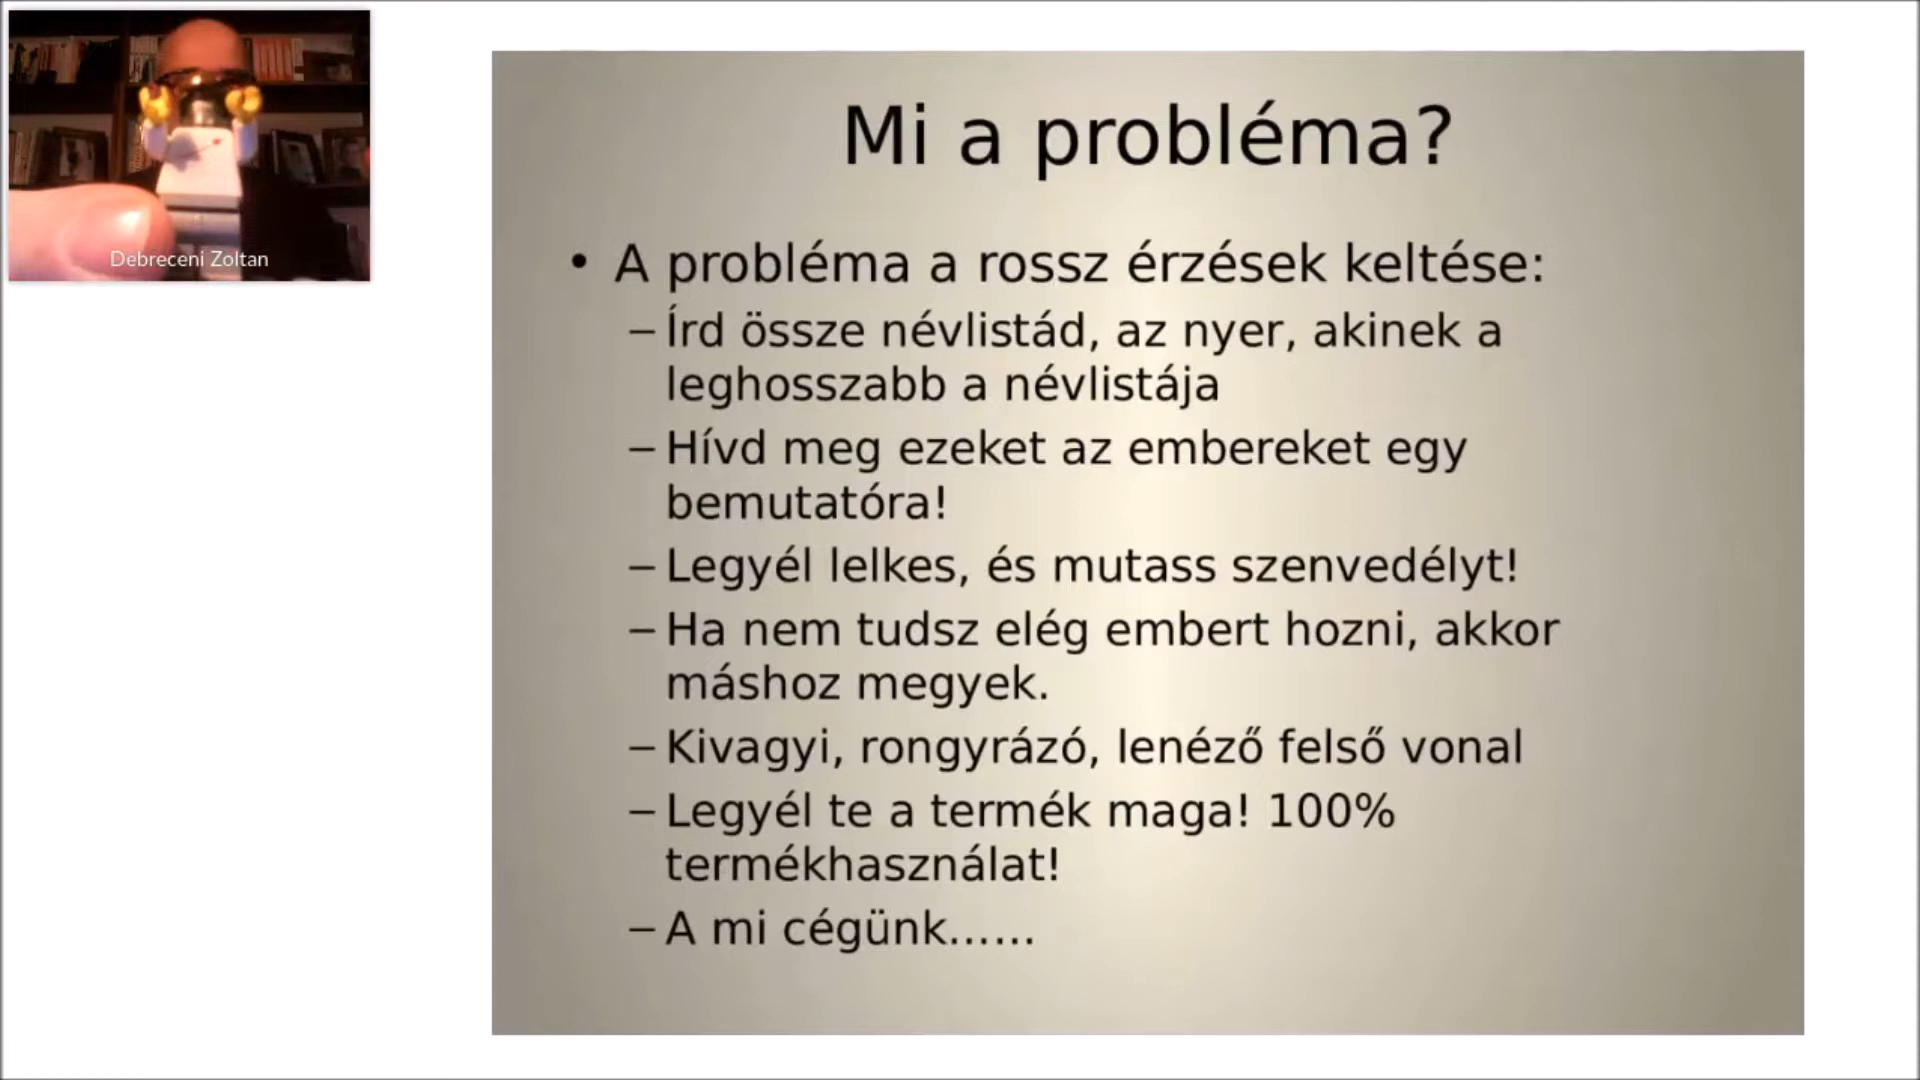 Debreceni Zoltan
Mi a probléma?
• A probléma a rossz érzések keltése:
– Írd össze névlistád, az nyer, akinek a
leghosszabb a névlistája
– Hívd meg ezeket az embereket egy
bemutatóra!
– Legyél lelkes, és mutass szenvedélyt!
– Ha nem tudsz elég embert hozni, akkor
máshoz megyek.
– Kivagyi, rongyrázó, lenéző felső vonal
– Legyél te a termék maga! 100%
termékhasználat!
– A mi cégünk......